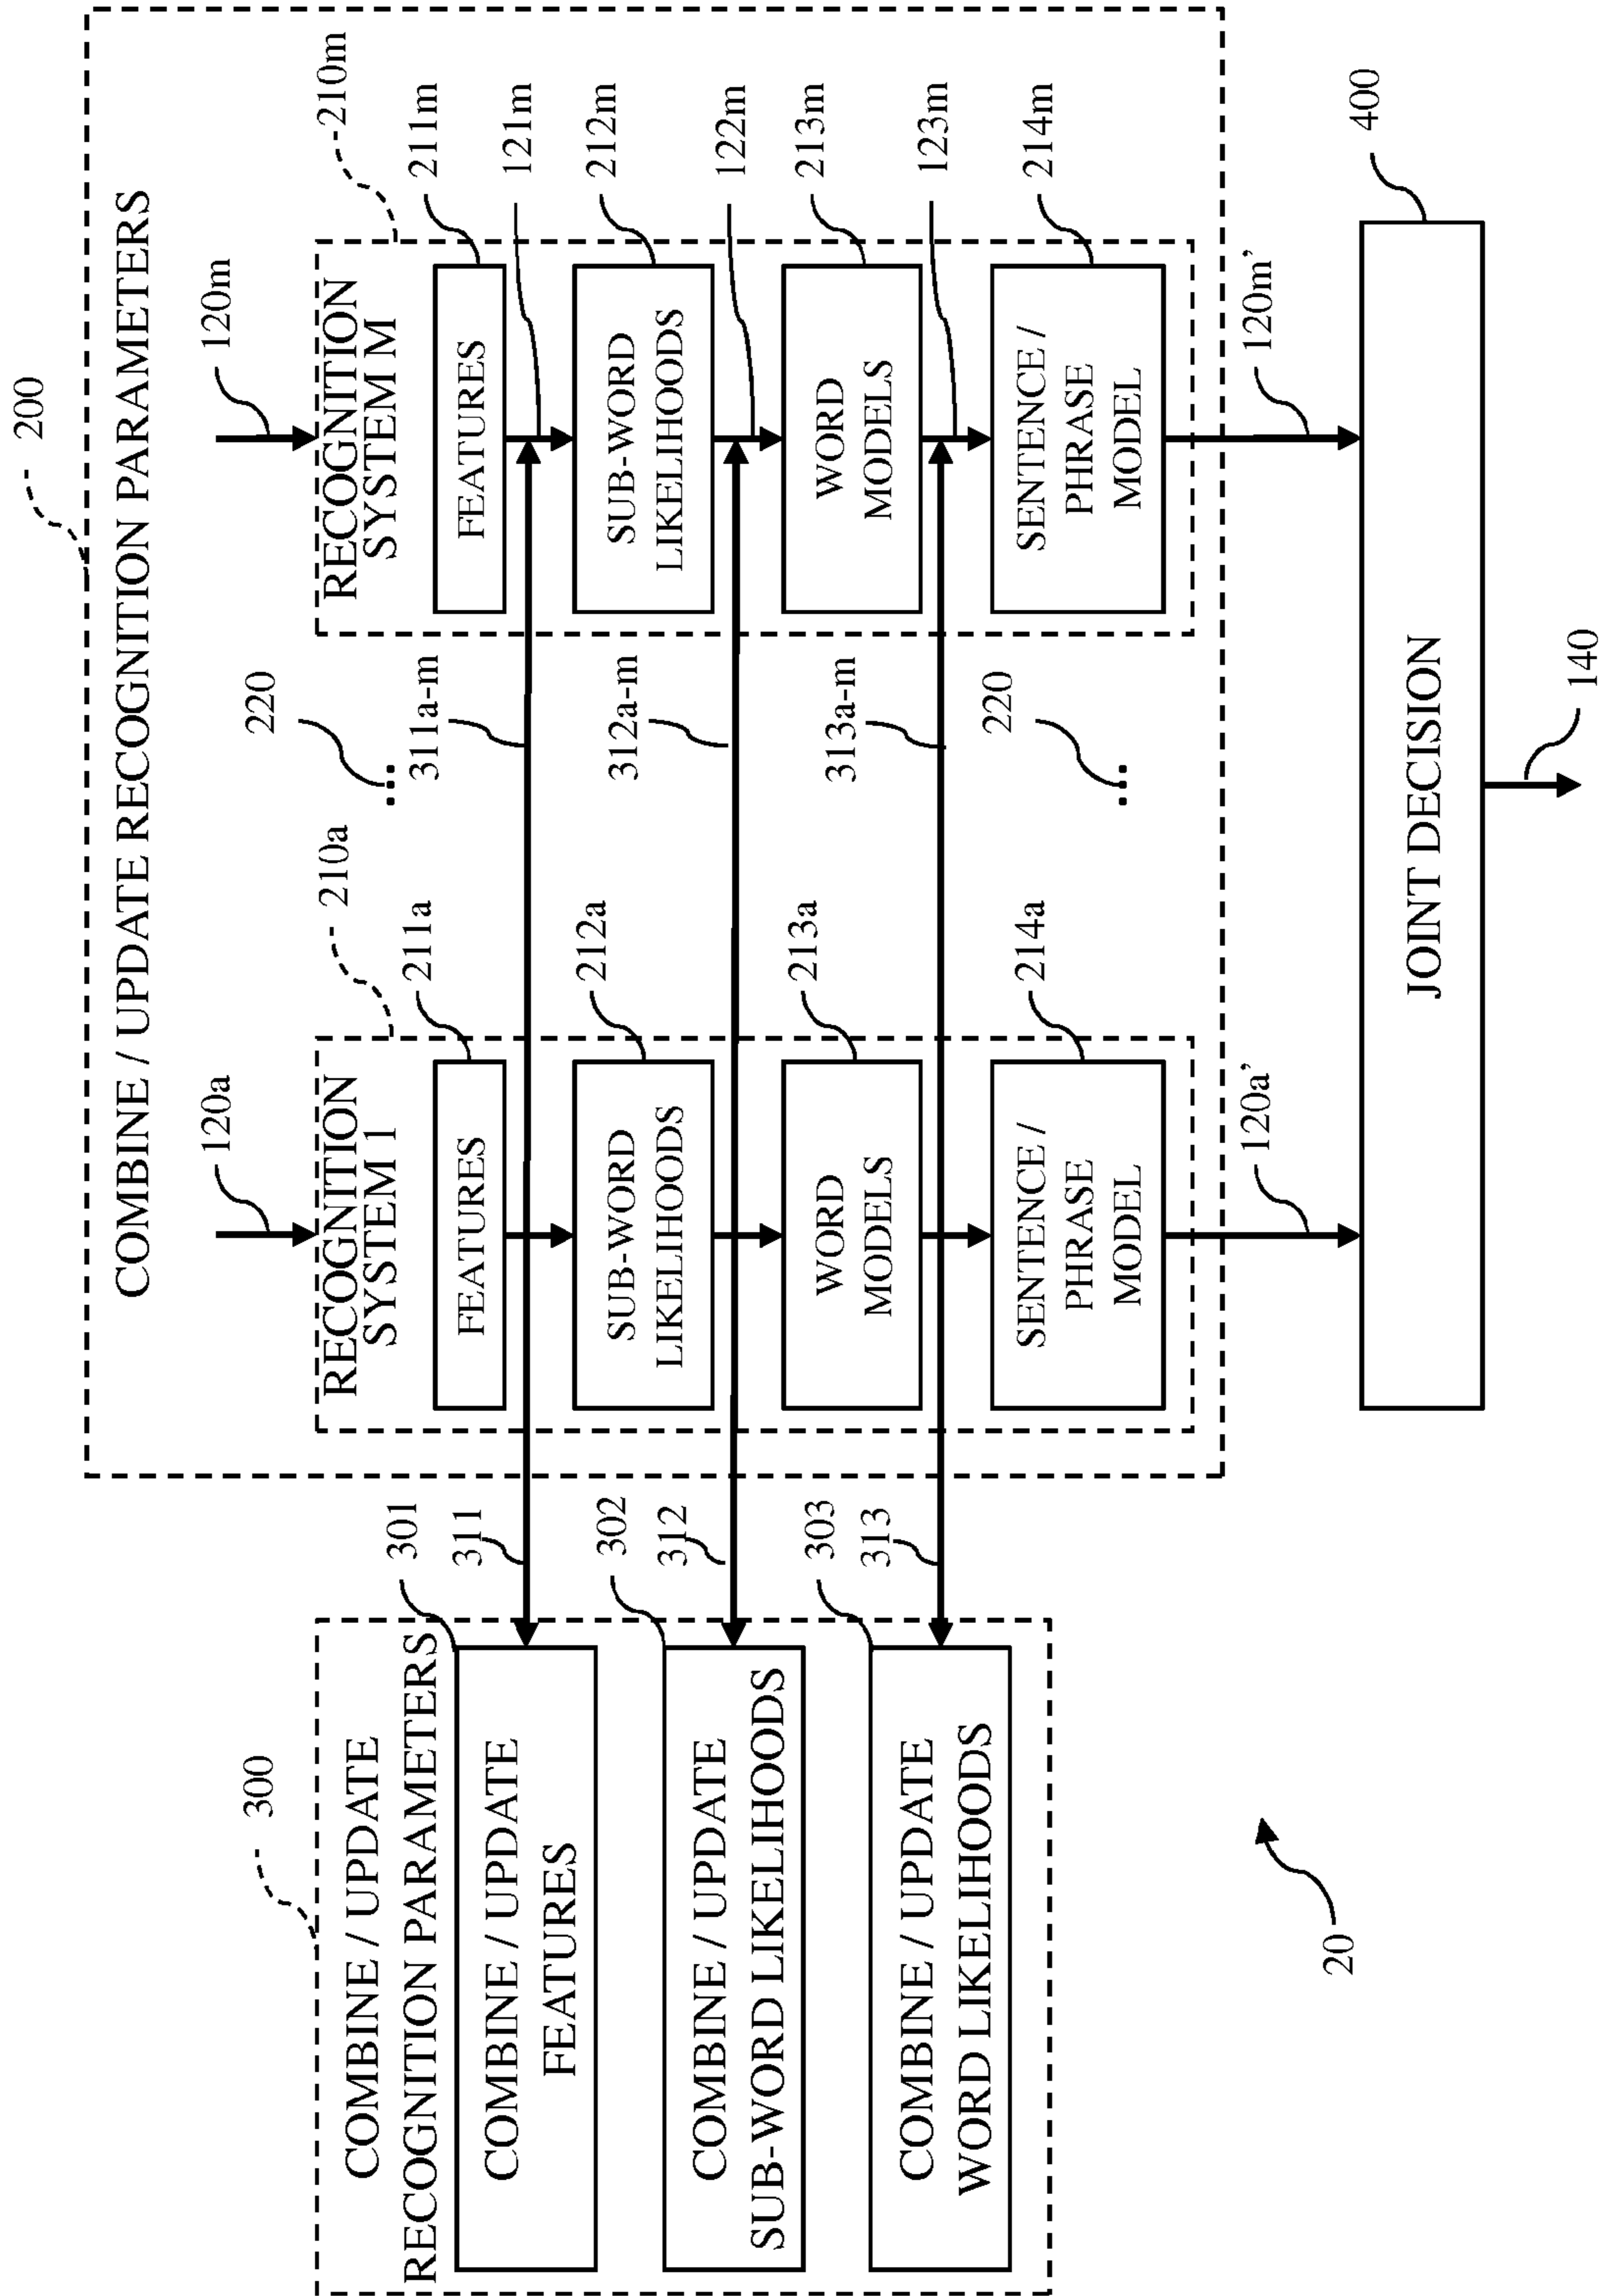 200
COMBINE / UPDATE RECOGNITION PARAMETERS
120a
120m
300
COMBINE / UPDATE
RECOGNITION PARAMETERS
301
COMBINE / UPDATE
FEATURES
311
302
COMBINE / UPDATE
SUB-WORD LIKELIHOODS
312
303
COMBINE / UPDATE
WORD LIKELIHOODS
313
210a
RECOGNITION
SYSTEM 1
211a
FEATURES
212a
SUB-WORD
LIKELIHOODS
213a
WORD
MODELS
214a
SENTENCE /
PHRASE
MODEL
220
...
311a-m
312a-m
313a-m
220
...
210m
RECOGNITION
SYSTEM M
211m
FEATURES
121m
212m
SUB-WORD
LIKELIHOODS
122m
213m
WORD
MODELS
123m
214m
SENTENCE /
PHRASE
MODEL
120a’
120m’
400
JOINT DECISION
140
20